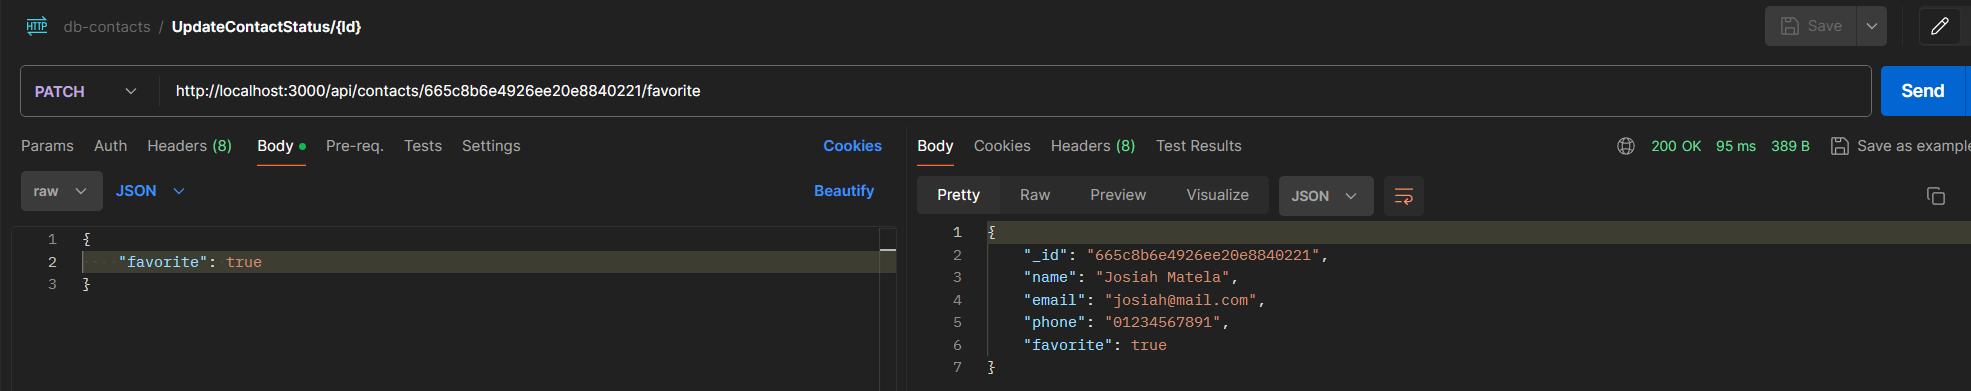 HTTP db-contacts / UpdateContactStatus/{Id} Save
PATCH http://localhost:3000/api/contacts/665c8b6e4926ee20e8840221/favorite Send
Params Auth Headers (8) Body Pre-req. Tests Settings Cookies
raw JSON Beautify
1 {
2 "favorite": true
3 }
Body Cookies Headers (8) Test Results 200 OK 95 ms 389 B Save as example
Pretty Raw Preview Visualize JSON
1 {
2 "_id": "665c8b6e4926ee20e8840221",
3 "name": "Josiah Matela",
4 "email": "josiah@mail.com",
5 "phone": "01234567891",
6 "favorite": true
7 }